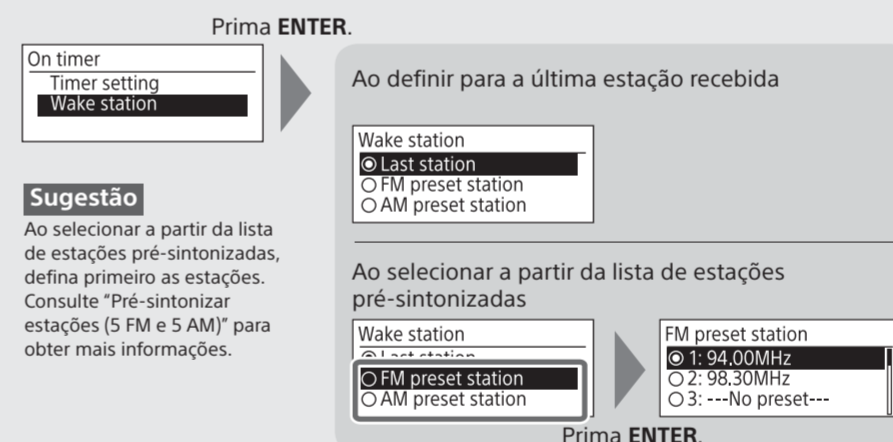 Prima ENTER.
On timer
Timer setting
Wake station
Sugestão
Ao selecionar a partir da lista
de estações pré-sintonizadas,
defina primeiro as estações.
Consulte “Pré-sintonizar
estações (5 FM e 5 AM)” para
obter mais informações.
Ao definir para a última estação recebida
Wake station
Last station
FM preset station
AM preset station
Ao selecionar a partir da lista de estações
pré-sintonizadas
Wake station
Last station
FM preset station
AM preset station
FM preset station
1: 94.00MHz
2: 98.30MHz
3: ---No preset---
Prima ENTER.